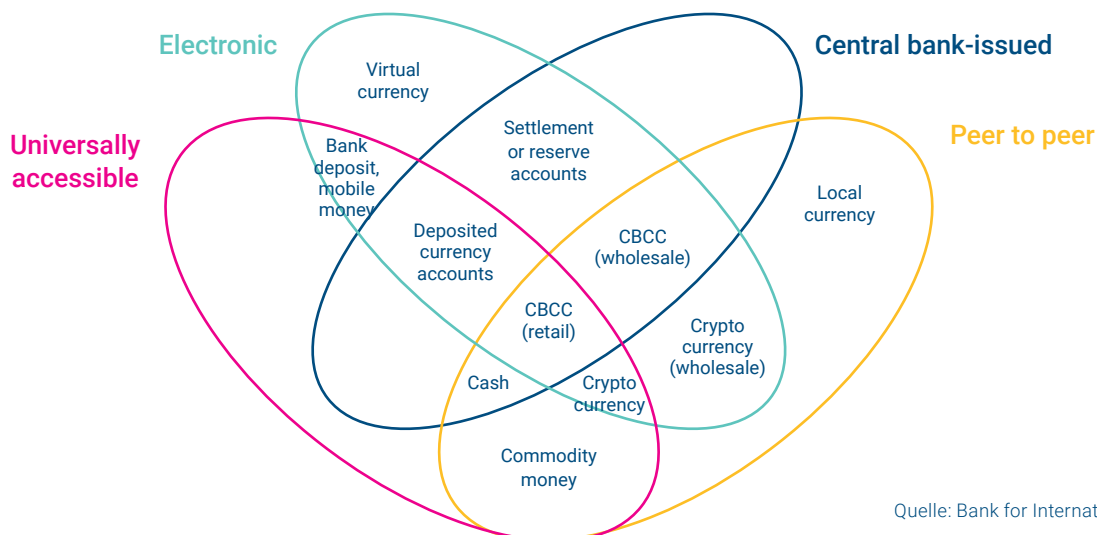 Electronic
Central bank-issued
Virtual
currency
Universally
accessible
Peer to peer
Settlement
or reserve
accounts
Bank
deposit,
mobile
money
Local
currency
Deposited
currency
accounts
CBCC
(wholesale)
CBCC
(retail)
Crypto
currency
(wholesale)
Cash
Crypto
currency
Commodity
money
Quelle: Bank for Internat